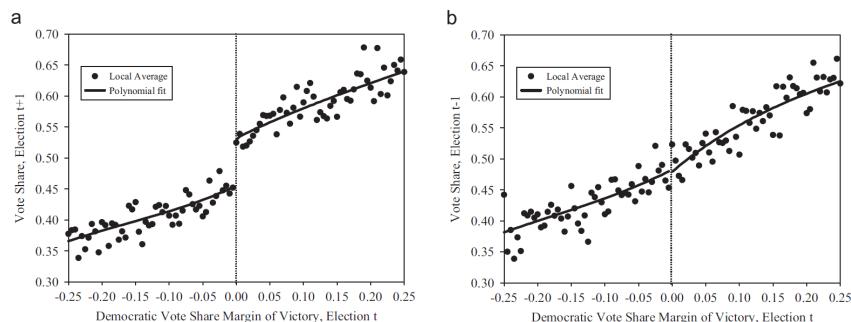 a
0.70
0.65
0.60
0.55
0.50
0.45
0.40
0.35
0.30
Vote Share, Election t+1
Local Average
Polynomial fit
-0.25 -0.20 -0.15 -0.10 -0.05 0.00 0.05 0.10 0.15 0.20 0.25
Democratic Vote Share Margin of Victory, Election t
b
0.70
0.65
0.60
0.55
0.50
0.45
0.40
0.35
0.30
Vote Share, Election t-1
Local Average
Polynomial fit
-0.25 -0.20 -0.15 -0.10 -0.05 0.00 0.05 0.10 0.15 0.20 0.25
Democratic Vote Share Margin of Victory, Election t